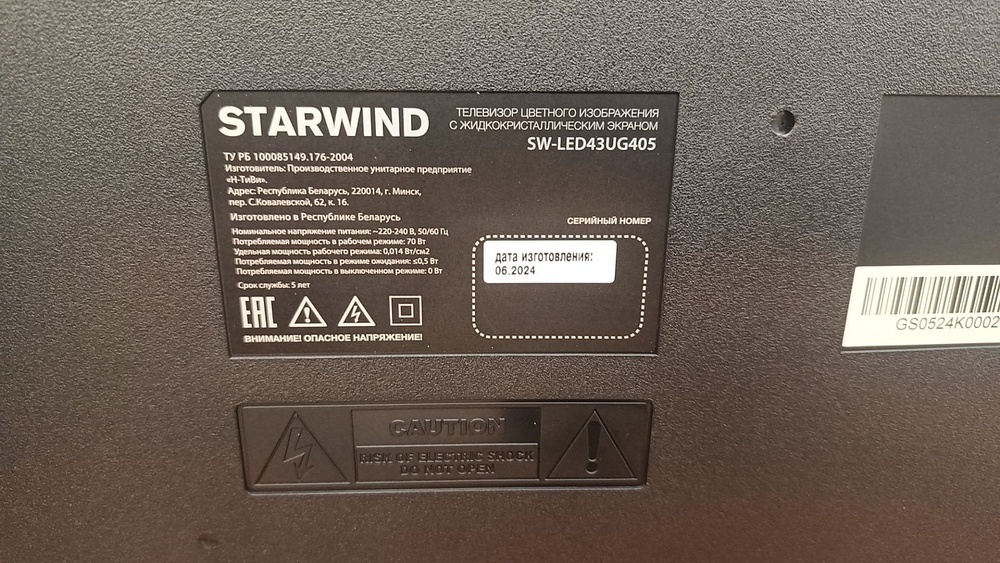 STARWIND
ТЕЛЕВИЗОР ЦВЕТНОГО ИЗОБРАЖЕНИЯ
С ЖИДКОКРИСТАЛЛИЧЕСКИМ ЭКРАНОМ
SW-LED43UG405
ТУ РБ 100085149.176-2004
Изготовитель: Производственное унитарное предприятие
«Н-ТиВи».
Адрес: Республика Беларусь, 220014, г. Минск,
пер. С.Ковалевской, 62, к. 16.
Изготовлено в Республике Беларусь
Номинальное напряжение питания: ~220-240 В, 50/60 Гц
Потребляемая мощность в рабочем режиме: 70 Вт
Удельная мощность рабочего режима: 0,014 Вт/см2
Потребляемая мощность в режиме ожидания: ≤0,5 Вт
Потребляемая мощность в выключенном режиме: 0 Вт
Срок службы: 5 лет
EAC
ВНИМАНИЕ! ОПАСНОЕ НАПРЯЖЕНИЕ!
СЕРИЙНЫЙ НОМЕР
дата изготовления:
06.2024
GS0524K0002
CAUTION
RISK OF ELECTRIC SHOCK
DO NOT OPEN